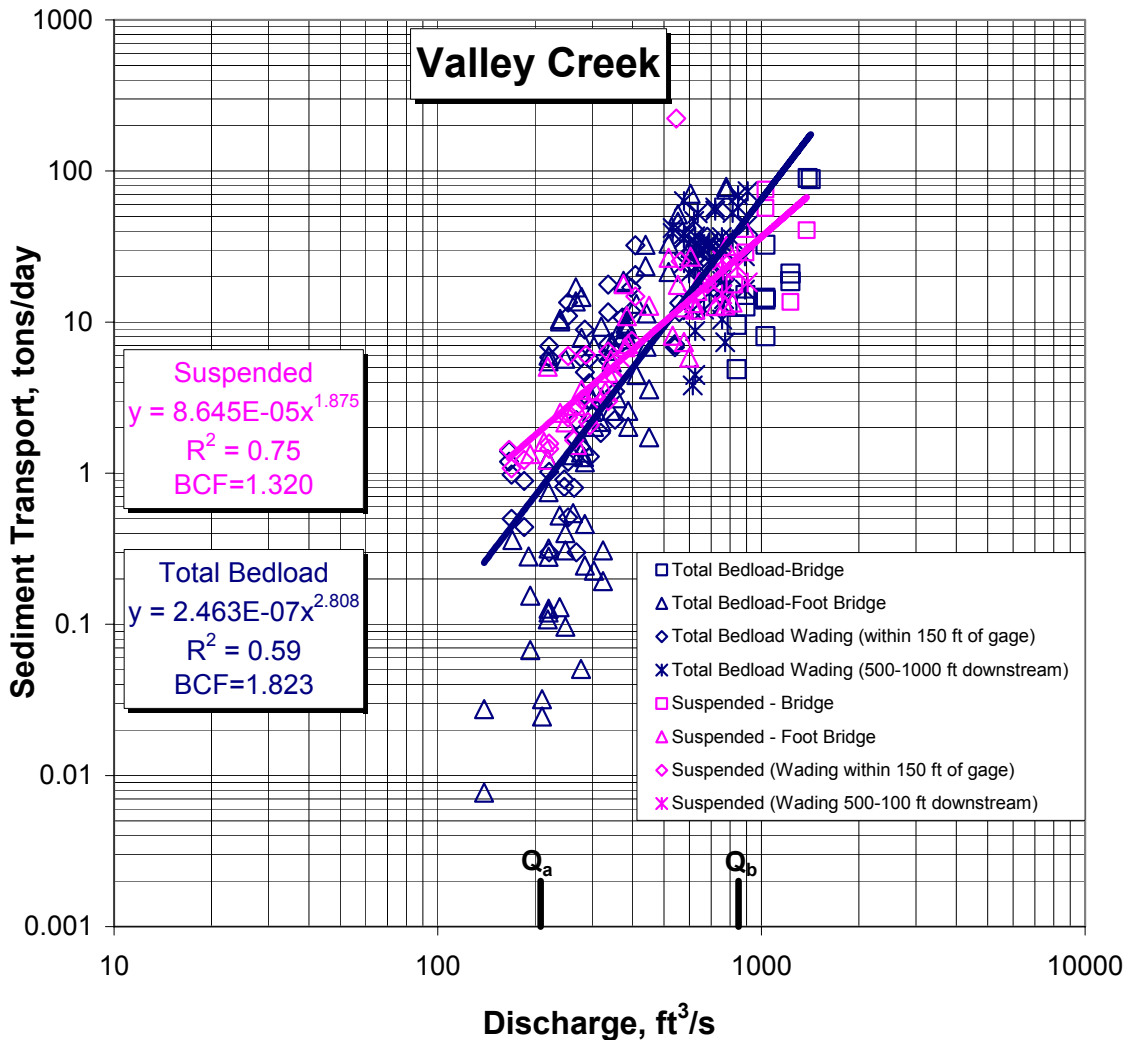 Valley Creek
1000
100
10
1
0.1
0.01
0.001
Sediment Transport, tons/day
Suspended
y = 8.645E-05x^1.875
R² = 0.75
BCF=1.320
Total Bedload
y = 2.463E-07x^2.808
R² = 0.59
BCF=1.823
Total Bedload-Bridge
Total Bedload-Foot Bridge
Total Bedload Wading (within 150 ft of gage)
Total Bedload Wading (500-1000 ft downstream)
Suspended - Bridge
Suspended - Foot Bridge
Suspended (Wading within 150 ft of gage)
Suspended (Wading 500-100 ft downstream)
Qa Qb
10 100 1000 10000
Discharge, ft³/s